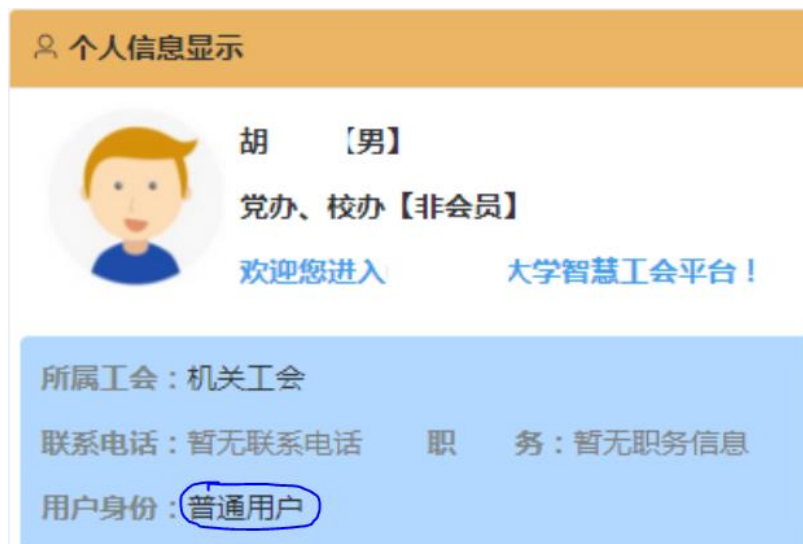 个人信息显示
胡 【男】
党办、校办【非会员】
欢迎您进入 大学智慧工会平台！
所属工会：机关工会
联系电话：暂无联系电话 职 务：暂无职务信息
用户身份：普通用户